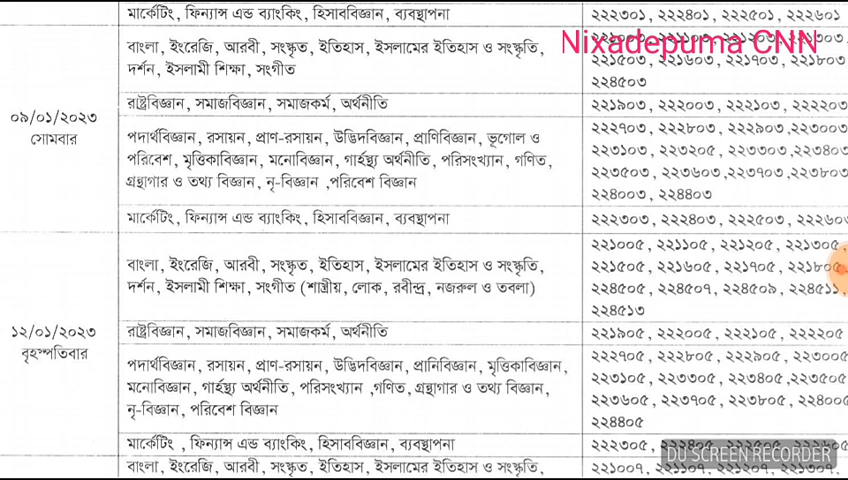 মার্কেটিং, ফিন্যান্স এন্ড ব্যাংকিং, হিসাববিজ্ঞান, ব্যবস্থাপনা
২২২৩০১, ২২২৪০১, ২২২৫০১, ২২২৬০১
Nixadepuma CNN
বাংলা, ইংরেজি, আরবী, সংস্কৃত, ইতিহাস, ইসলামের ইতিহাস ও সংস্কৃতি,
দর্শন, ইসলামী শিক্ষা, সংগীত
২২১৫০৩, ২২১৬০৩, ২২১৭০৩, ২২১৮০৩
২২৪৫০৩
০৯/০১/২০২৩
সোমবার
রাষ্ট্রবিজ্ঞান, সমাজবিজ্ঞান, সমাজকর্ম, অর্থনীতি
২২১৯০৩, ২২২০০৩, ২২২১০৩, ২২২২০৩
পদার্থবিজ্ঞান, রসায়ন, প্রাণ-রসায়ন, উদ্ভিদবিজ্ঞান, প্রাণিবিজ্ঞান, ভূগোল ও
পরিবেশ, মৃত্তিকাবিজ্ঞান, মনোবিজ্ঞান, গার্হস্থ্য অর্থনীতি, পরিসংখ্যান, গণিত,
গ্রন্থাগার ও তথ্য বিজ্ঞান, নৃ-বিজ্ঞান ,পরিবেশ বিজ্ঞান
২২২৭০৩, ২২২৮০৩, ২২২৯০৩, ২২৩০০৩
২২৩১০৩, ২২৩২০৫, ২২৩৩০৩, ২২৩৪০৩
২২৩৫০৩, ২২৩৬০৩, ২২৩৭০৩, ২২৩৮০৩
২২৪০০৩, ২২৪৪০৩
মার্কেটিং, ফিন্যান্স এন্ড ব্যাংকিং, হিসাববিজ্ঞান, ব্যবস্থাপনা
২২২৩০৩, ২২২৪০৩, ২২২৫০৩, ২২২৬০৩
বাংলা, ইংরেজি, আরবী, সংস্কৃত, ইতিহাস, ইসলামের ইতিহাস ও সংস্কৃতি,
দর্শন, ইসলামী শিক্ষা, সংগীত (শাস্ত্রীয়, লোক, রবীন্দ্র, নজরুল ও তবলা)
২২১০০৫, ২২১১০৫, ২২১২০৫, ২২১৩০৫,
২২১৫০৫, ২২১৬০৫, ২২১৭০৫, ২২১৮০৫
২২৪৫০৫, ২২৪৫০৭, ২২৪৫০৯, ২২৪৫১১,
২২৪৫১৩
১২/০১/২০২৩
বৃহস্পতিবার
রাষ্ট্রবিজ্ঞান, সমাজবিজ্ঞান, সমাজকর্ম, অর্থনীতি
২২১৯০৫, ২২২০০৫, ২২২১০৫, ২২২২০৫
পদার্থবিজ্ঞান, রসায়ন, প্রাণ-রসায়ন, উদ্ভিদবিজ্ঞান, প্রানিবিজ্ঞান, মৃত্তিকাবিজ্ঞান,
মনোবিজ্ঞান, গার্হস্থ্য অর্থনীতি, পরিসংখ্যান ,গণিত, গ্রন্থাগার ও তথ্য বিজ্ঞান,
নৃ-বিজ্ঞান, পরিবেশ বিজ্ঞান
২২২৭০৫, ২২২৮০৫, ২২২৯০৫, ২২৩০০৫
২২৩১০৫, ২২৩৩০৫, ২২৩৪০৫ ,২২৩৫০৫
২২৩৬০৫, ২২৩৭০৫, ২২৩৮০৫, ২২৪০০৫
২২৪৪০৫
মার্কেটিং , ফিন্যান্স এন্ড ব্যাংকিং, হিসাববিজ্ঞান, ব্যবস্থাপনা
২২২৩০৫, ২২২৪০৫, ২২২৫০৫, ২২২৬০৫
DU SCREEN RECORDER
বাংলা, ইংরেজি, আরবী, সংস্কৃত, ইতিহাস, ইসলামের ইতিহাস ও সংস্কৃতি,
২২১০০৭, ২২১১০৭, ২২১২০৭, ২২১৩০৭,